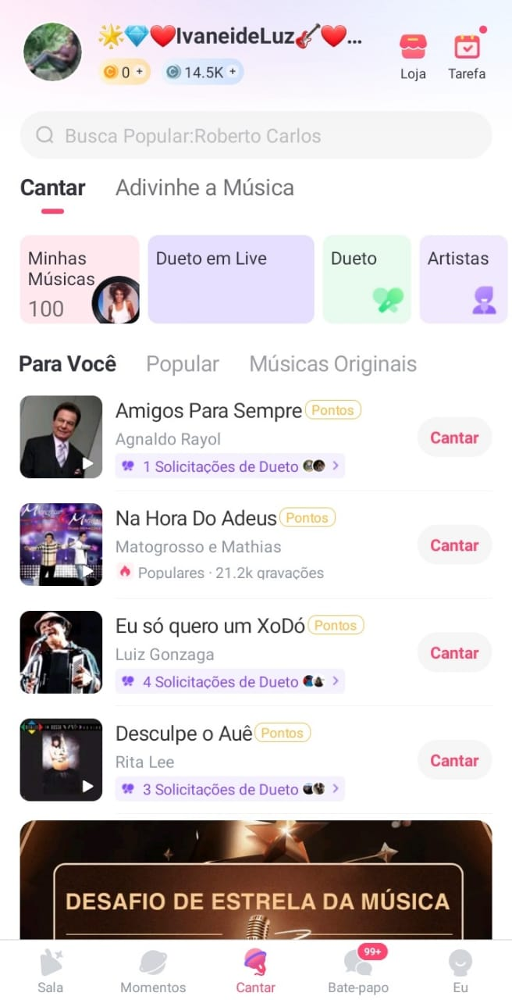 🌟💎❤️IvaneideLuz🎸❤️...
0 +
14.5K +
Loja
Tarefa
Busca Popular:Roberto Carlos
Cantar
Adivinhe a Música
Minhas
Músicas
100
Dueto em Live
Dueto
Artistas
Para Você
Popular
Músicas Originais
Amigos Para Sempre Pontos
Agnaldo Rayol
1 Solicitações de Dueto >
Cantar
Na Hora Do Adeus Pontos
Matogrosso e Mathias
Populares · 21.2k gravações
Cantar
Eu só quero um XoDó Pontos
Luiz Gonzaga
4 Solicitações de Dueto >
Cantar
Desculpe o Auê Pontos
Rita Lee
3 Solicitações de Dueto >
Cantar
DESAFIO DE ESTRELA DA MÚSICA
99+
Sala
Momentos
Cantar
Bate-papo
Eu